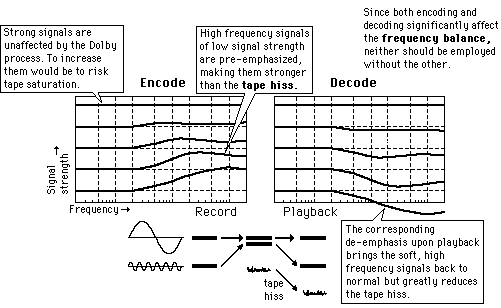 Strong signals are
unaffected by the Dolby
process. To increase
them would be to risk
tape saturation.
High frequency signals
of low signal strength
are pre-emphasized,
making them stronger
than the tape hiss.
Since both encoding and
decoding significantly affect
the frequency balance,
neither should be employed
without the other.
Encode
Decode
Signal
strength →
Frequency →
Record
Playback
tape
hiss
The corresponding
de-emphasis upon playback
brings the soft, high
frequency signals back to
normal but greatly reduces
the tape hiss.